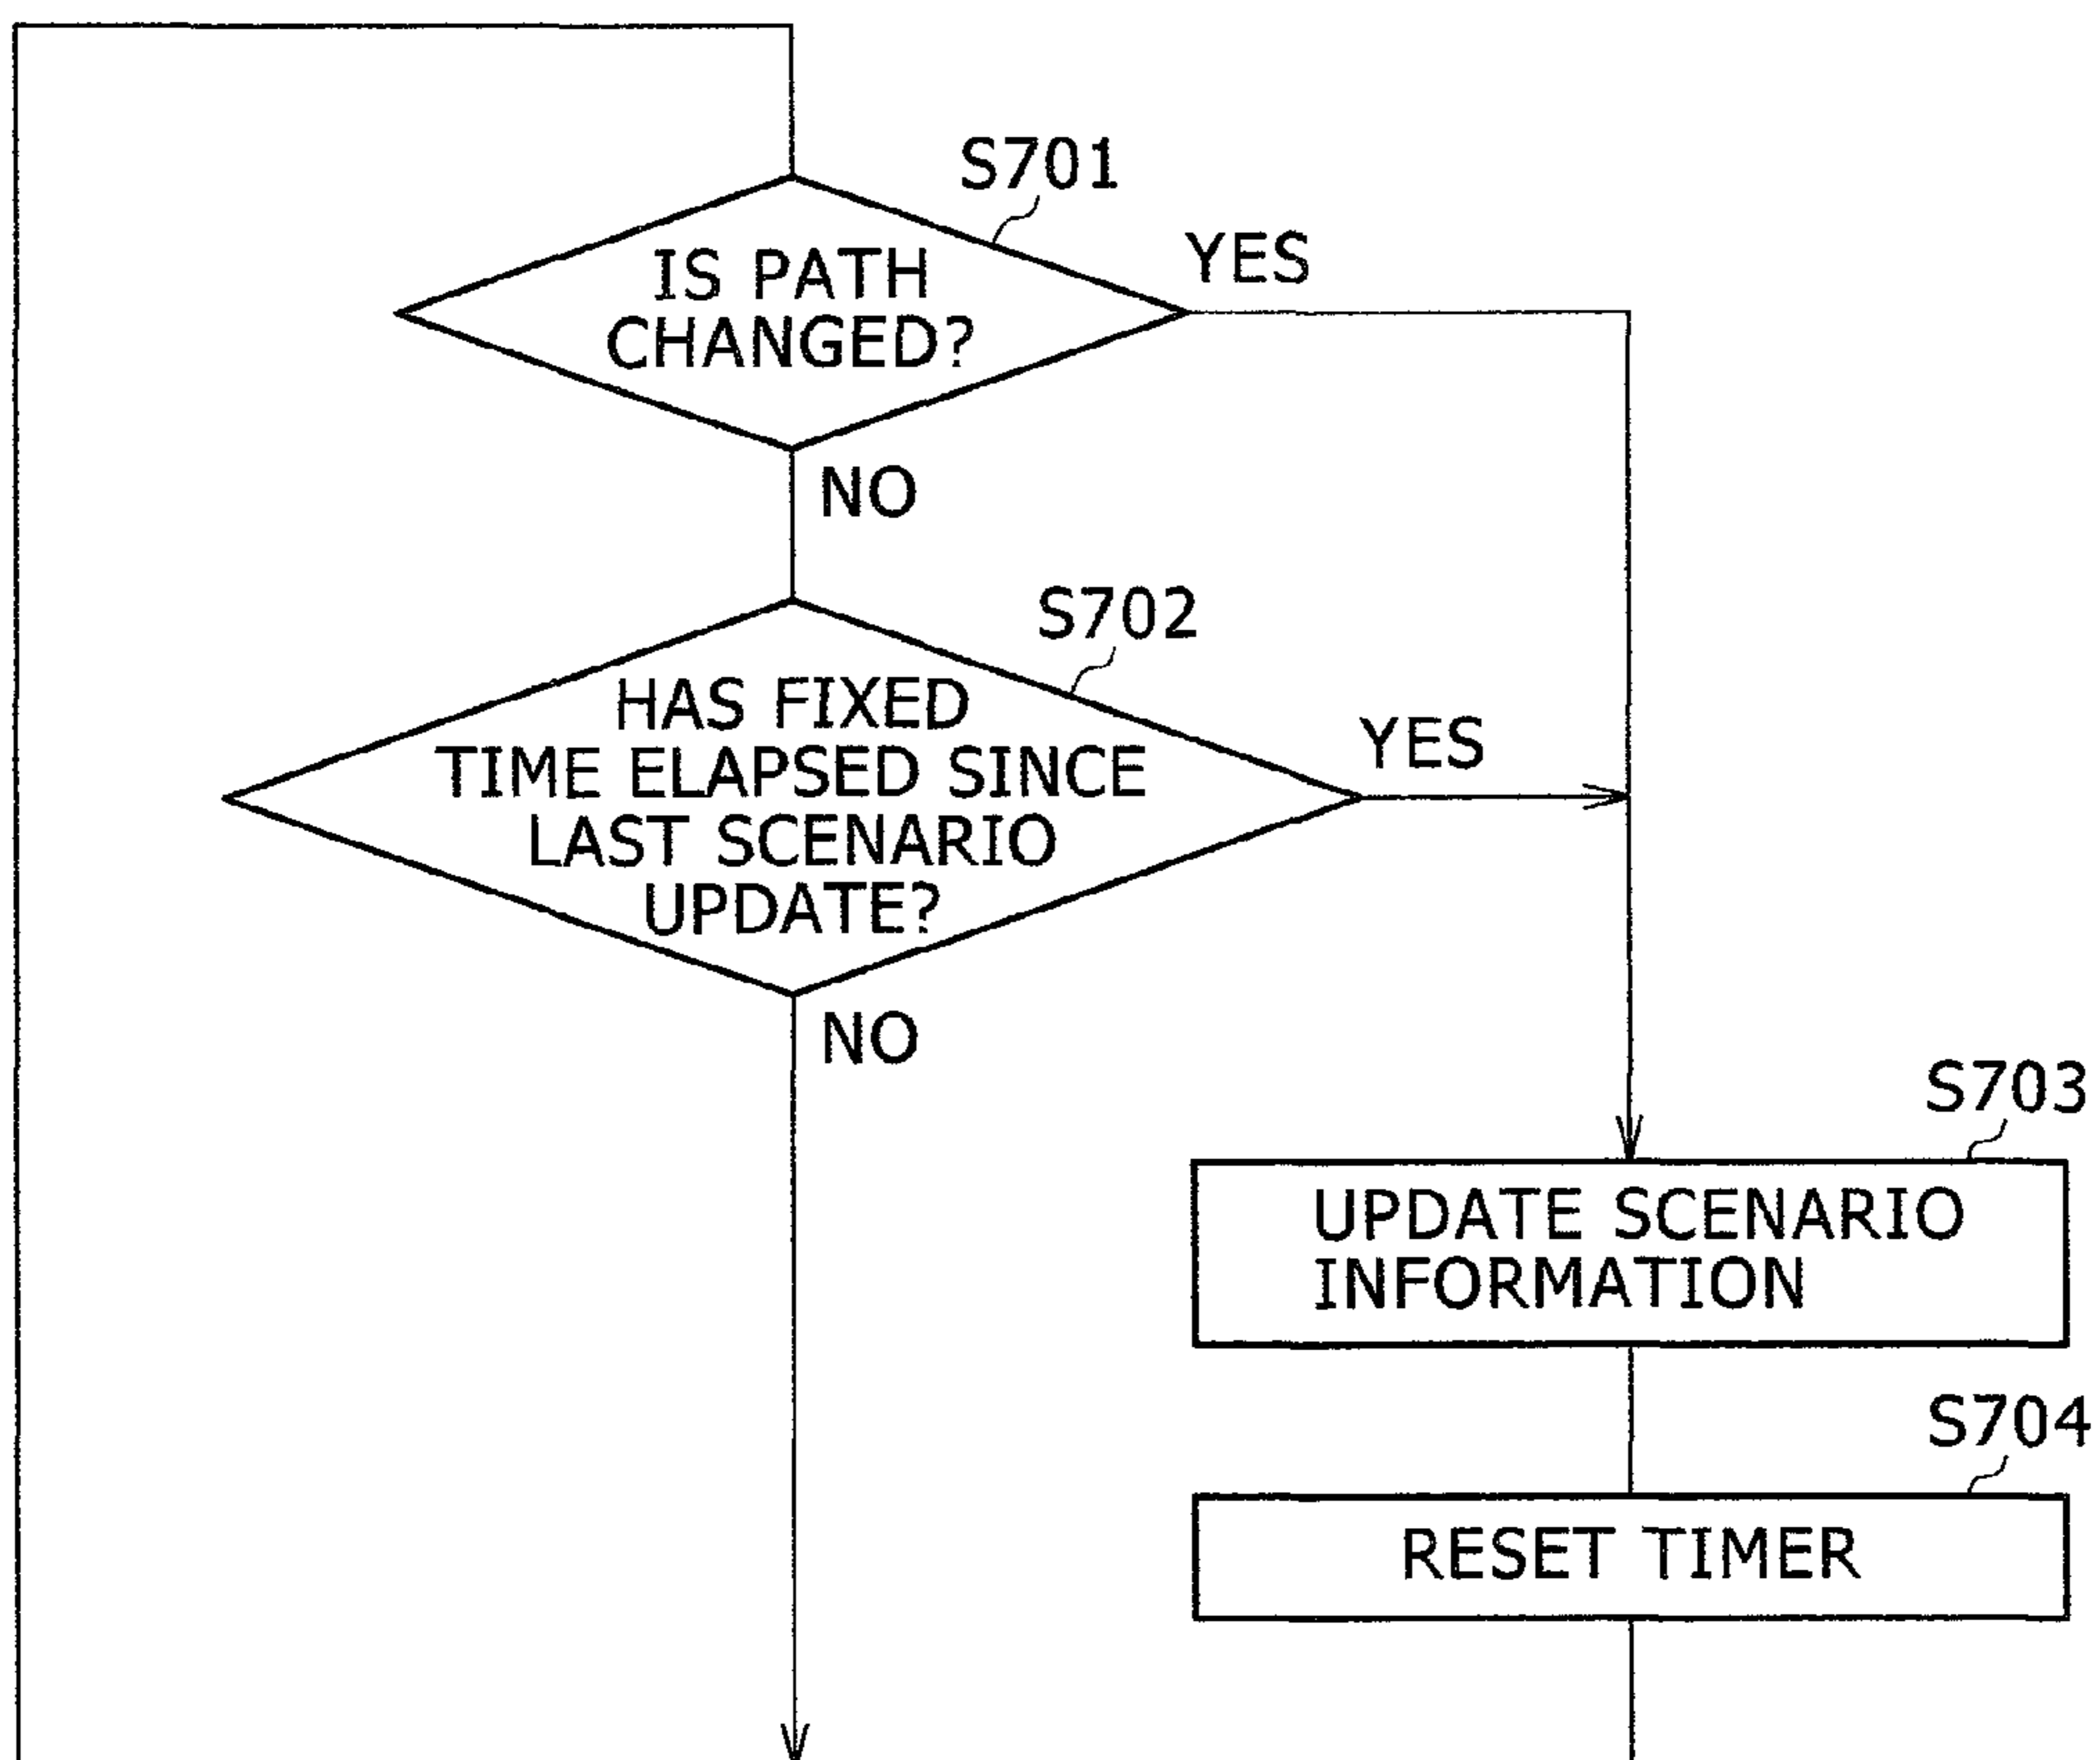 S701
IS PATH
CHANGED?
YES
NO
S702
HAS FIXED
TIME ELAPSED SINCE
LAST SCENARIO
UPDATE?
YES
NO
S703
UPDATE SCENARIO
INFORMATION
S704
RESET TIMER